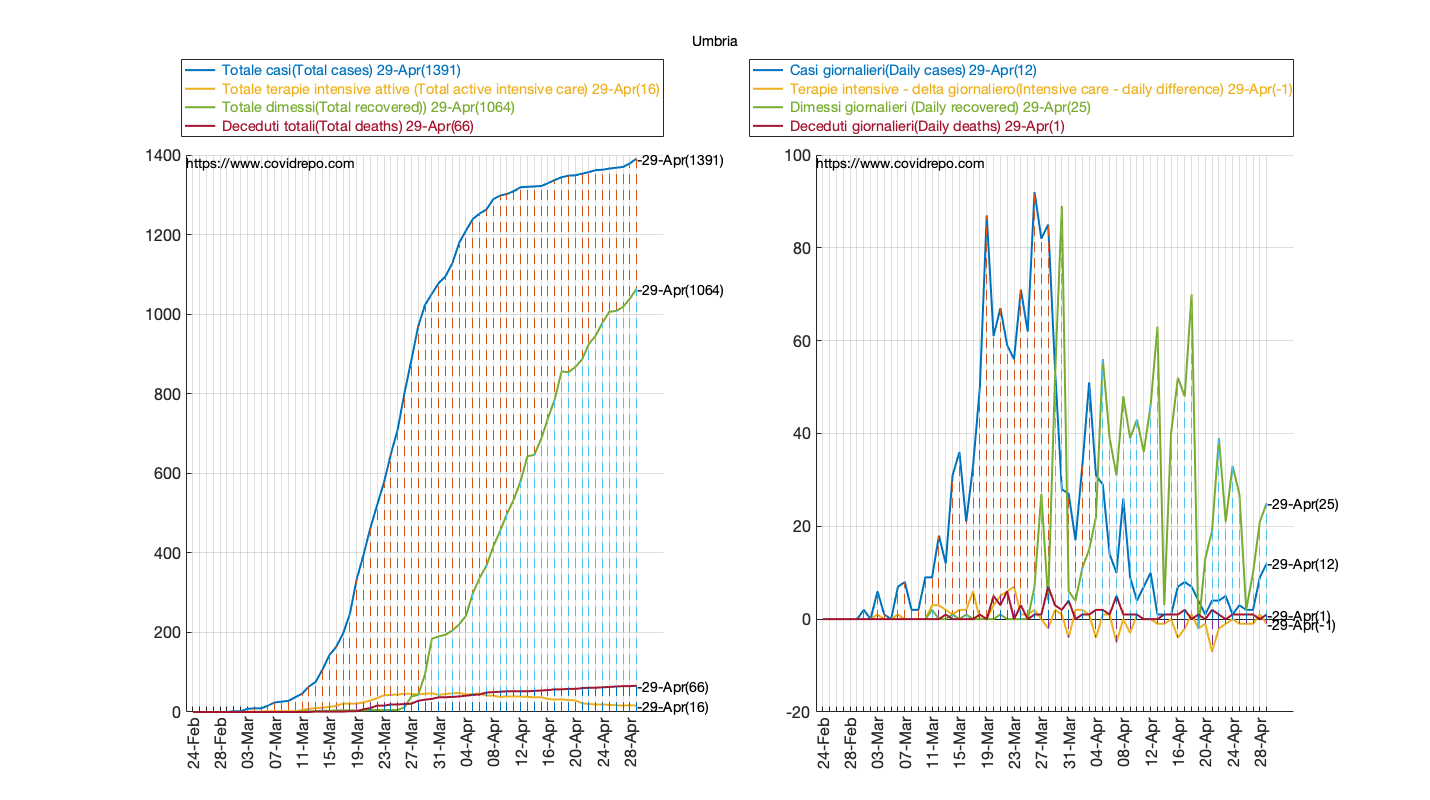 Umbria
Totale casi(Total cases) 29-Apr(1391)
Totale terapie intensive attive (Total active intensive care) 29-Apr(16)
Totale dimessi(Total recovered)) 29-Apr(1064)
Deceduti totali(Total deaths) 29-Apr(66)
1400
https://www.covidrepo.com
29-Apr(1391)
1200
29-Apr(1064)
1000
800
600
400
200
29-Apr(66)
29-Apr(16)
0
24-Feb
28-Feb
03-Mar
07-Mar
11-Mar
15-Mar
19-Mar
23-Mar
27-Mar
31-Mar
04-Apr
08-Apr
12-Apr
16-Apr
20-Apr
24-Apr
28-Apr
Casi giornalieri(Daily cases) 29-Apr(12)
Terapie intensive - delta giornaliero(Intensive care - daily difference) 29-Apr(-1)
Dimessi giornalieri (Daily recovered) 29-Apr(25)
Deceduti giornalieri(Daily deaths) 29-Apr(1)
100
https://www.covidrepo.com
80
60
40
20
29-Apr(25)
29-Apr(12)
29-Apr(1)
29-Apr(-1)
0
-20
24-Feb
28-Feb
03-Mar
07-Mar
11-Mar
15-Mar
19-Mar
23-Mar
27-Mar
31-Mar
04-Apr
08-Apr
12-Apr
16-Apr
20-Apr
24-Apr
28-Apr